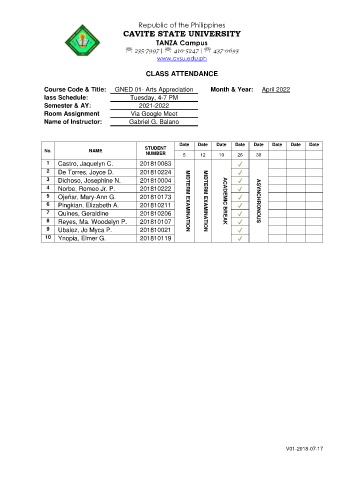 Republic of the Philippines
CAVITE STATE UNIVERSITY
TANZA Campus
☏ 235-7997 | ☏ 410-5247 | ☏ 437-0693
www.cvsu.edu.ph
CLASS ATTENDANCE
Course Code & Title: GNED 01- Arts Appreciation Month & Year: April 2022
lass Schedule: Tuesday, 4-7 PM
Semester & AY: 2021-2022
Room Assignment Via Google Meet
Name of Instructor: Gabriel G. Balano
No. NAME STUDENT NUMBER Date Date Date Date Date Date Date Date
5 12 19 26 30
MIDTERM EXAMINATION
MIDTERM EXAMINATION
ACADEMIC BREAK
ASYNCHRONOUS
1 Castro, Jaquelyn C. 201810063 ✓
2 De Torres, Joyce D. 201810224 ✓
3 Dichoso, Josephine N. 201810004 ✓
4 Norbe, Romeo Jr. P. 201810222 ✓
5 Ojeñar, Mary-Ann G. 201810173 ✓
6 Pingkian, Elizabeth A. 201810211 ✓
7 Quines, Geraldine 201810206 ✓
8 Reyes, Ma. Woodelyn P. 201810107 ✓
9 Ubaloz, Jo Myca P. 201810021 ✓
10 Ynopia, Elmer G. 201810119 ✓
V01-2018-07-17